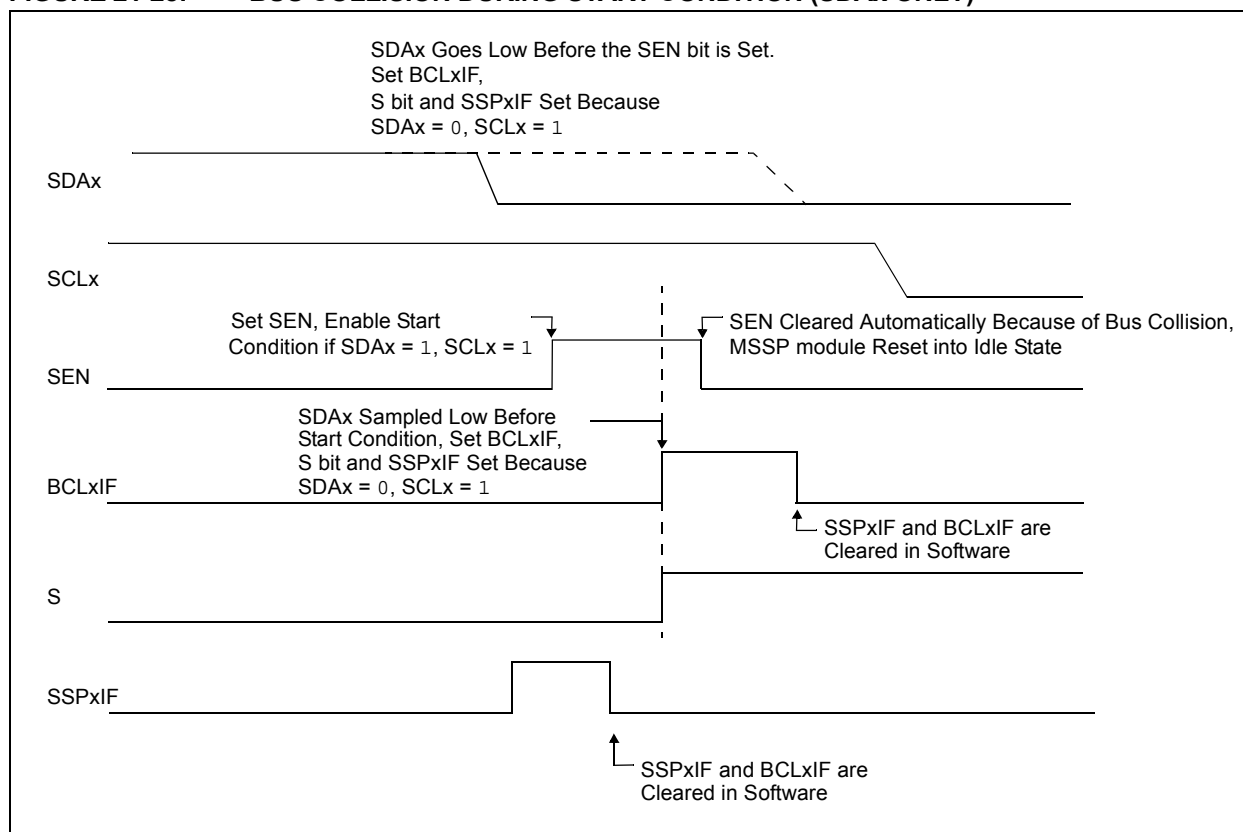 SDAx Goes Low Before the SEN bit is Set.
Set BCLxIF,
S bit and SSPxIF Set Because
SDAx = 0, SCLx = 1
SDAx
SCLx
Set SEN, Enable Start
Condition if SDAx = 1, SCLx = 1
SEN Cleared Automatically Because of Bus Collision,
MSSP module Reset into Idle State
SEN
SDAx Sampled Low Before
Start Condition, Set BCLxIF,
S bit and SSPxIF Set Because
SDAx = 0, SCLx = 1
BCLxIF
SSPxIF and BCLxIF are
Cleared in Software
S
SSPxIF
SSPxIF and BCLxIF are
Cleared in Software